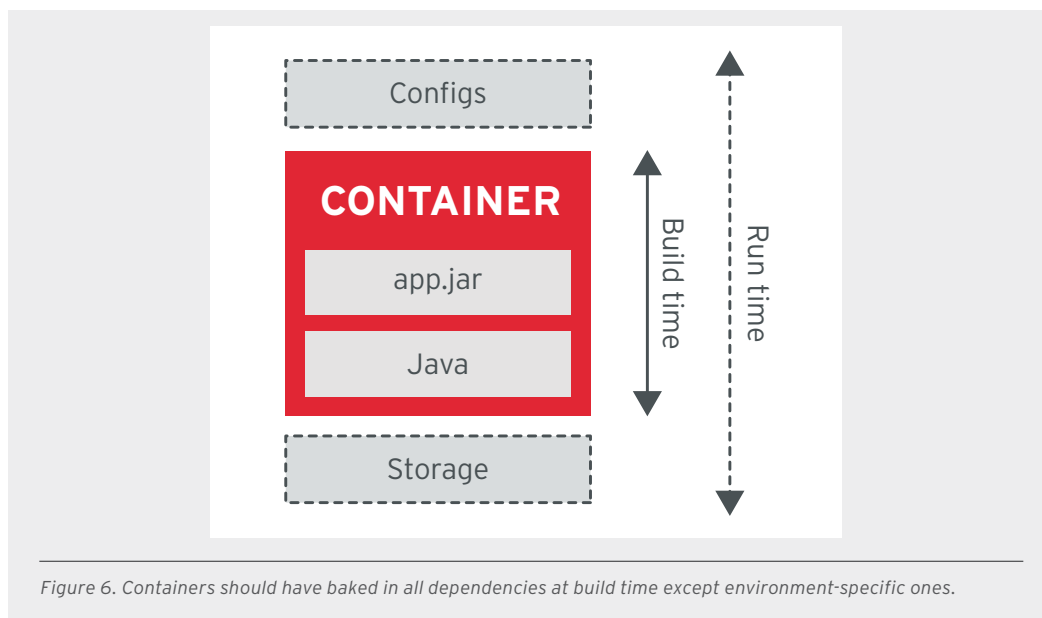 Configs
CONTAINER
app.jar
Java
Storage
Build time
Run time
Figure 6. Containers should have baked in all dependencies at build time except environment-specific ones.